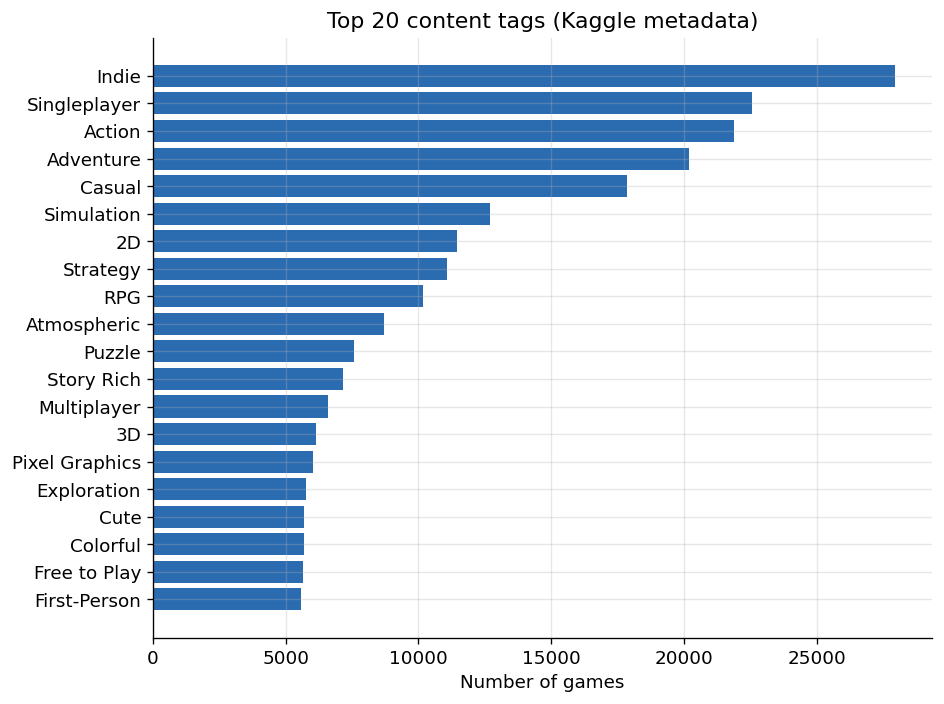 Top 20 content tags (Kaggle metadata)
Indie
Singleplayer
Action
Adventure
Casual
Simulation
2D
Strategy
RPG
Atmospheric
Puzzle
Story Rich
Multiplayer
3D
Pixel Graphics
Exploration
Cute
Colorful
Free to Play
First-Person
0 5000 10000 15000 20000 25000
Number of games